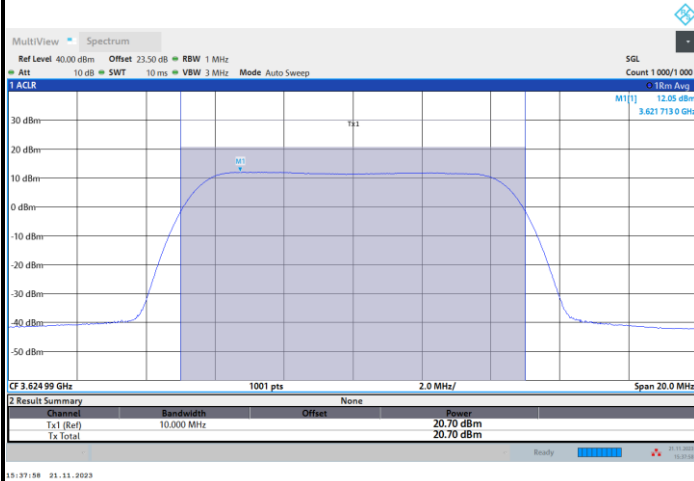 MultiView Spectrum
Ref Level 40.00 dBm Offset 23.50 dB RBW 1 MHz SGL
Att 10 dB SWT 10 ms VBW 3 MHz Mode Auto Sweep Count 1 000/1 000
1 ACLR 1Rm Avg
M1[1] 12.05 dBm
3.621 713 0 GHz
Tx1
30 dBm
20 dBm
M1
10 dBm
0 dBm
-10 dBm
-20 dBm
-30 dBm
-40 dBm
-50 dBm
CF 3.624 99 GHz 1001 pts 2.0 MHz/ Span 20.0 MHz
2 Result Summary None
Channel Bandwidth Offset Power
Tx1 (Ref) 10.000 MHz 20.70 dBm
Tx Total 20.70 dBm
Ready
15:37:58 21.11.2023